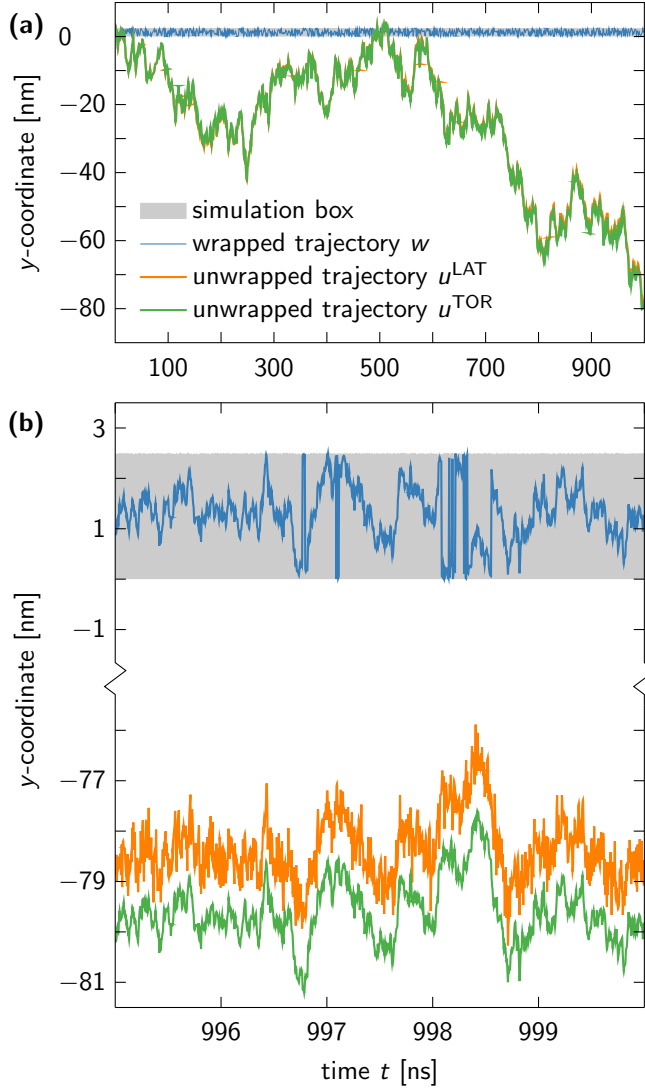 (a)
0
−20
−40
−60
−80
y-coordinate [nm]
simulation box
wrapped trajectory w
unwrapped trajectory u^LAT
unwrapped trajectory u^TOR
100 300 500 700 900
(b)
3
1
−1
−77
−79
−81
y-coordinate [nm]
996 997 998 999
time t [ns]